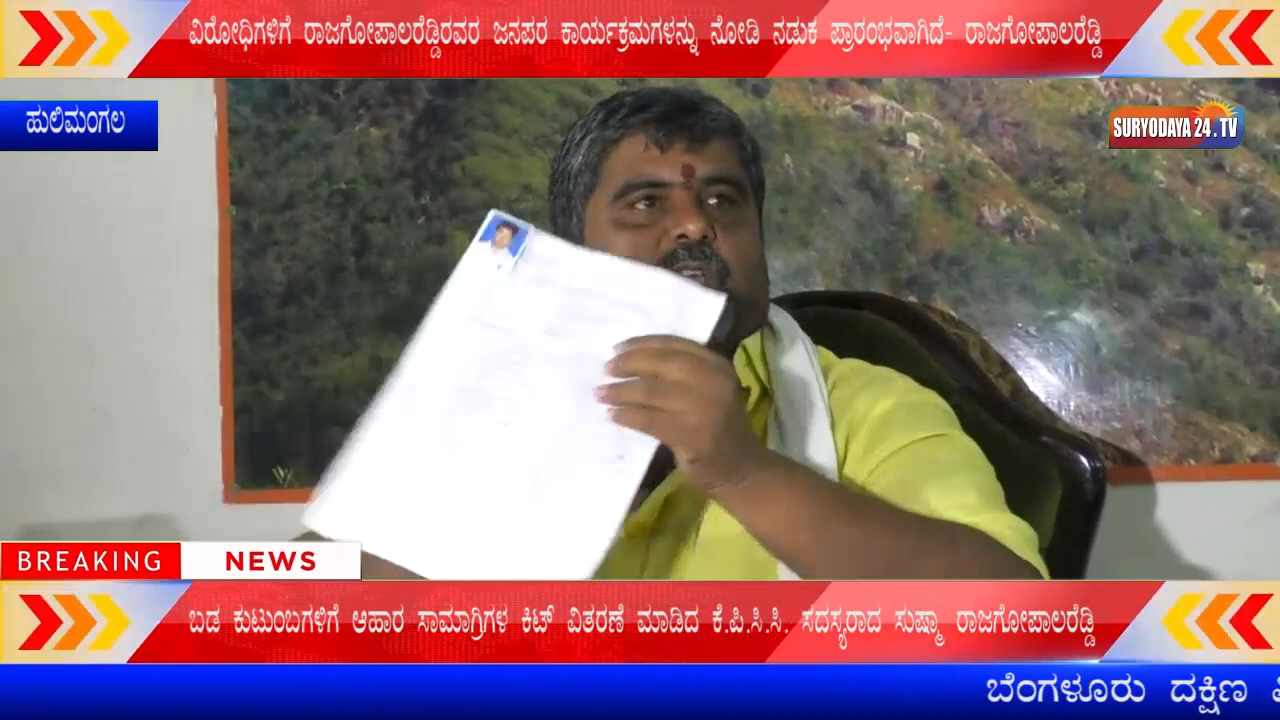 ವಿರೋಧಿಗಳಿಗೆ ರಾಜಗೋಪಾಲರೆಡ್ಡಿರವರ ಜನಪರ ಕಾರ್ಯಕ್ರಮಗಳನ್ನು ನೋಡಿ ನಡುಕ ಪ್ರಾರಂಭವಾಗಿದೆ- ರಾಜಗೋಪಾಲರೆಡ್ಡಿ
ಹುಲಿಮಂಗಲ
SURYODAYA 24.TV
BREAKING NEWS
ಬಡ ಕುಟುಂಬಗಳಿಗೆ ಆಹಾರ ಸಾಮಾಗ್ರಿಗಳ ಕಿಟ್ ವಿತರಣೆ ಮಾಡಿದ ಕೆ.ಪಿ.ಸಿ.ಸಿ. ಸದಸ್ಯರಾದ ಸುಷ್ಮಾ ರಾಜಗೋಪಾಲರೆಡ್ಡಿ
ಬೆಂಗಳೂರು ದಕ್ಷಿಣ